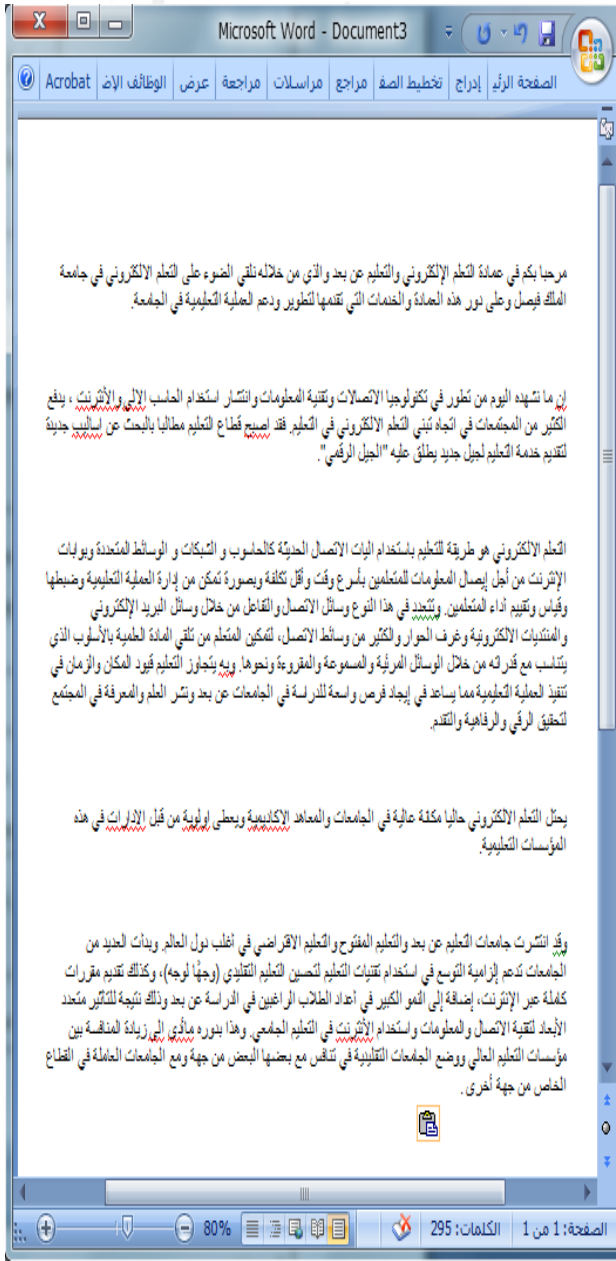 Microsoft Word - Document3
الصفحة الرئي إدراج تخطيط الصف مراجع مراسلات مراجعة عرض الوظائف الإض Acrobat
مرحبا بكم في عمادة التعلم الإلكتروني والتعليم عن بعد والذي من خلاله نلقي الضوء على التعلم الالكتروني في جامعة
الملك فيصل وعلى دور هذه العمادة والخدمات التي تقدمها لتطوير ودعم العملية التعليمية في الجامعة.
إن ما نشهده اليوم من تطور في تكنولوجيا الاتصالات وتقنية المعلومات وانتشار استخدام الحاسب الالي والأنترنت ، يدفع
الكثير من المجتمعات في اتجاه تبني التعلم الالكتروني في التعليم. فقد اصبح قطاع التعليم مطالبا بالبحث عن اساليب جديدة
لتقديم خدمة التعليم لجيل جديد يطلق عليه "الجيل الرقمي".
التعلم الالكتروني هو طريقة للتعليم باستخدام اليات الاتصال الحديثة كالحاسوب و الشبكات و الوسائط المتعددة وبوابات
الإنترنت من أجل إيصال المعلومات للمتعلمين بأسرع وقت وأقل تكلفة وبصورة تمكن من إدارة العملية التعليمية وضبطها
وقياس وتقييم أداء المتعلمين. وتتعدد في هذا النوع وسائل الاتصال والتفاعل من خلال وسائل البريد الإلكتروني
والمنتديات الالكترونية وغرف الحوار والكثير من وسائط الاتصال، لتمكين المتعلم من تلقي المادة العلمية بالأسلوب الذي
يتناسب مع قدراته من خلال الوسائل المرئية والمسموعة والمقروءة ونحوها. وبه يتجاوز التعليم قيود المكان والزمان في
تنفيذ العملية التعليمية مما يساعد في إيجاد فرص واسعة للدراسة في الجامعات عن بعد ونشر العلم والمعرفة في المجتمع
لتحقيق الرقي والرفاهية والتقدم.
يحتل التعلم الالكتروني حاليا مكانة عالية في الجامعات والمعاهد الاكاديمية ويعطى اولوية من قبل الادارات في هذه
المؤسسات التعليمية.
وقد انتشرت جامعات التعليم عن بعد والتعليم المفتوح والتعليم الافتراضي في أغلب دول العالم. وبدأت العديد من
الجامعات تدعم إلزامية التوسع في استخدام تقنيات التعليم لتحسين التعليم التقليدي (وجهًا لوجه)، وكذلك تقديم مقررات
كاملة عبر الإنترنت، إضافة إلى النمو الكبير في أعداد الطلاب الراغبين في الدراسة عن بعد وذلك نتيجة للتأثير متعدد
الأبعاد لتقنية الاتصال والمعلومات واستخدام الأنترنت في التعليم الجامعي. وهذا بدوره ماأدى إلى زيادة المنافسة بين
مؤسسات التعليم العالي ووضع الجامعات التقليدية في تنافس مع بعضها البعض من جهة ومع الجامعات العاملة في القطاع
الخاص من جهة أخرى .
الصفحة: 1 من 1 الكلمات: 295 80%